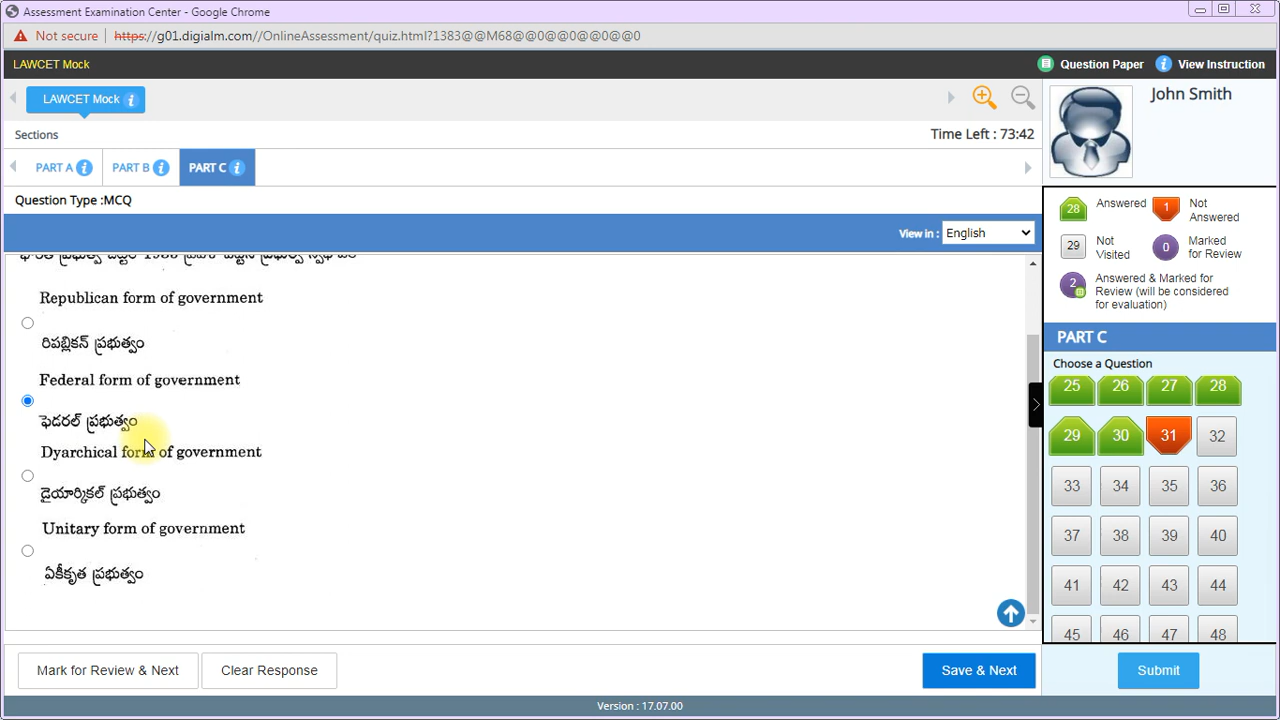 Assessment Examination Center - Google Chrome
Not secure https://g01.digialm.com//OnlineAssessment/quiz.html?1383@@M68@@0@@0@@0@@0
LAWCET Mock
Question Paper
View Instruction
LAWCET Mock
John Smith
Sections
Time Left : 73:42
PART A
PART B
PART C
Question Type :MCQ
View in :
English
28 Answered
1 Not Answered
29 Not Visited
0 Marked for Review
2 Answered & Marked for Review (will be considered for evaluation)
Republican form of government
రిపబ్లికన్ ప్రభుత్వం
Federal form of government
ఫెడరల్ ప్రభుత్వం
Dyarchical form of government
డైయార్కికల్ ప్రభుత్వం
Unitary form of government
ఏకీకృత ప్రభుత్వం
PART C
Choose a Question
25 26 27 28
29 30 31 32
33 34 35 36
37 38 39 40
41 42 43 44
45 46 47 48
Mark for Review & Next
Clear Response
Save & Next
Submit
Version : 17.07.00